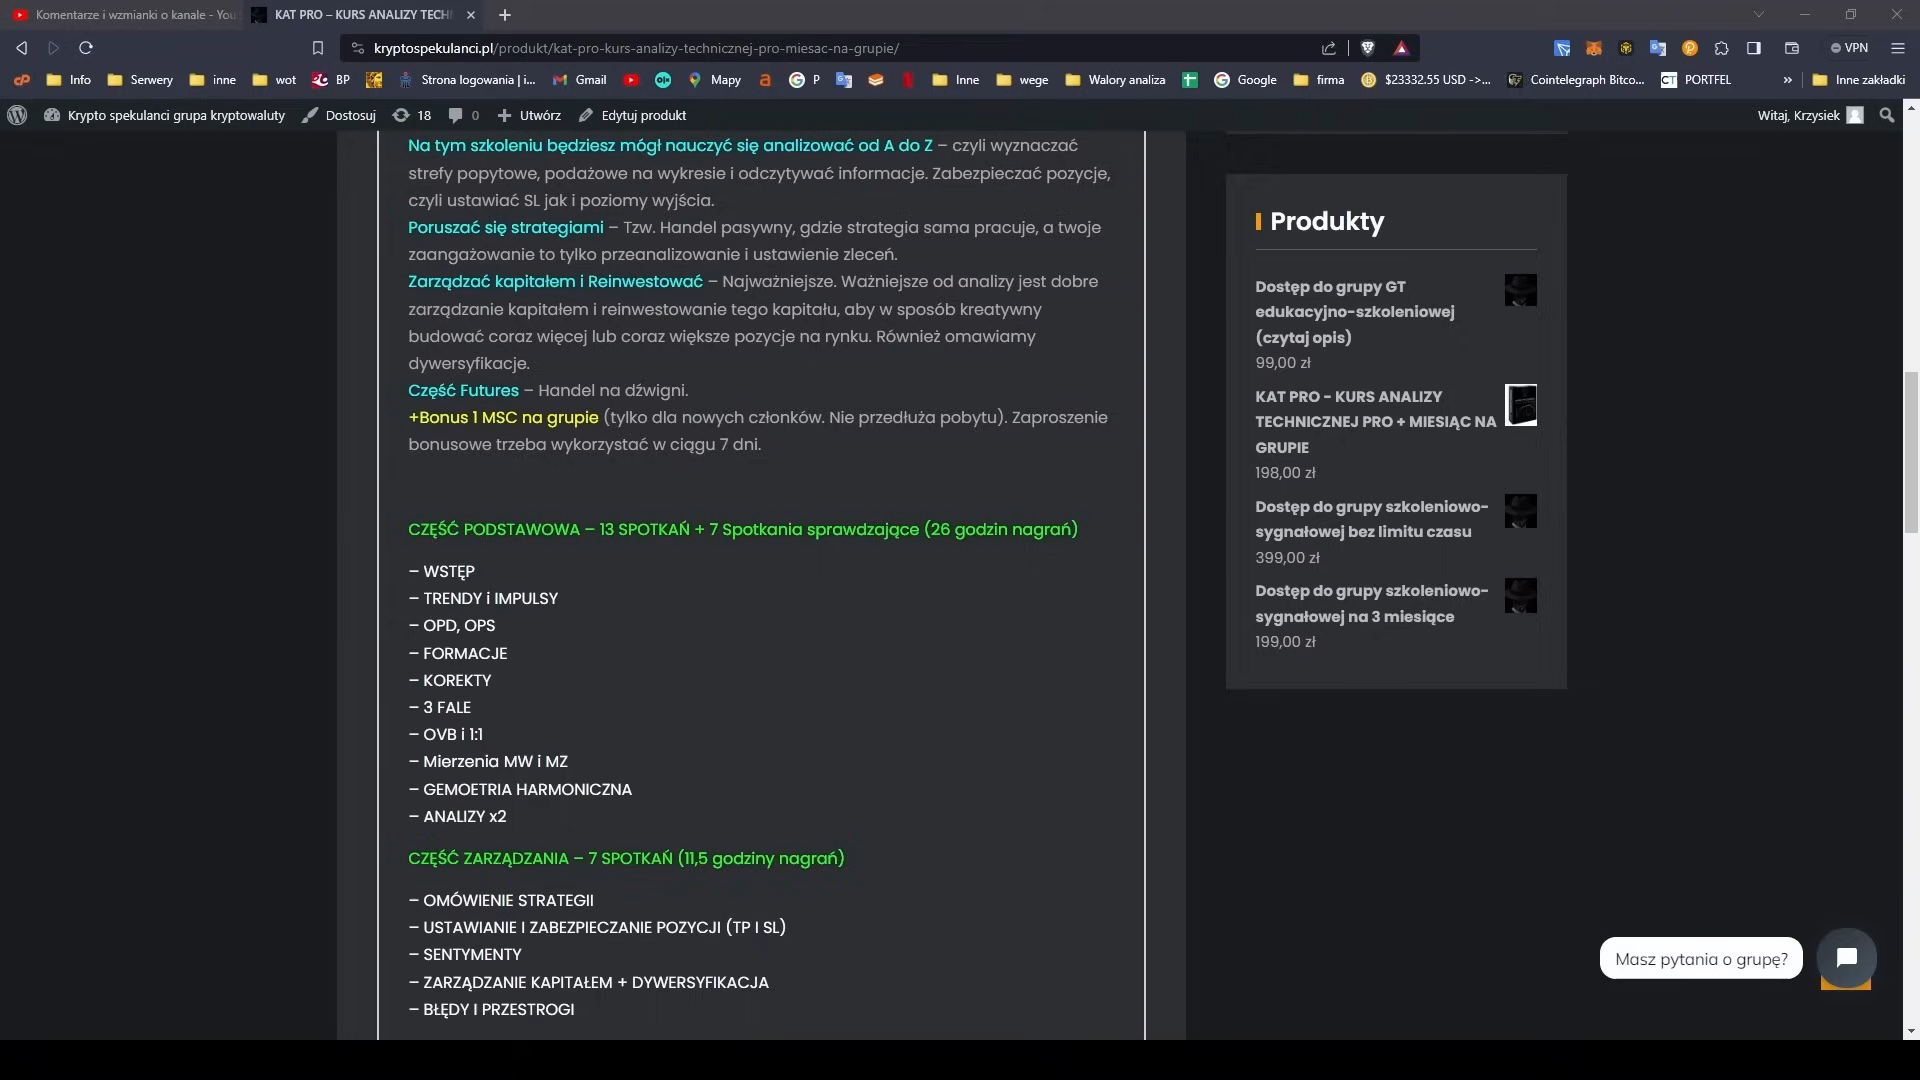 Komentarze i wzmianki o kanale - You
KAT PRO – KURS ANALIZY TECHN
kryptospekulanci.pl/produkt/kat-pro-kurs-analizy-technicznej-pro-miesac-na-grupie/
VPN
Info
Serwery
inne
wot
BP
Strona logowania | i...
Gmail
Mapy
P
Inne
wege
Walory analiza
Google
firma
$23332.55 USD ->...
Cointelegraph Bitco...
PORTFEL
Inne zakładki
Krypto spekulanci grupa kryptowaluty
Dostosuj
18
0
Utwórz
Edytuj produkt
Witaj, Krzysiek
Na tym szkoleniu będziesz mógł nauczyć się analizować od A do Z – czyli wyznaczać
strefy popytowe, podażowe na wykresie i odczytywać informacje. Zabezpieczać pozycje,
czyli ustawiać SL jak i poziomy wyjścia.
Poruszać się strategiami – Tzw. Handel pasywny, gdzie strategia sama pracuje, a twoje
zaangażowanie to tylko przeanalizowanie i ustawienie zleceń.
Zarządzać kapitałem i Reinwestować – Najważniejsze. Ważniejsze od analizy jest dobre
zarządzanie kapitałem i reinwestowanie tego kapitału, aby w sposób kreatywny
budować coraz więcej lub coraz większe pozycje na rynku. Również omawiamy
dywersyfikacje.
Część Futures – Handel na dźwigni.
+Bonus 1 MSC na grupie (tylko dla nowych członków. Nie przedłuża pobytu). Zaproszenie
bonusowe trzeba wykorzystać w ciągu 7 dni.
CZĘŚĆ PODSTAWOWA – 13 SPOTKAŃ + 7 Spotkania sprawdzające (26 godzin nagrań)
– WSTĘP
– TRENDY i IMPULSY
– OPD, OPS
– FORMACJE
– KOREKTY
– 3 FALE
– OVB i 1:1
– Mierzenia MW i MZ
– GEMOETRIA HARMONICZNA
– ANALIZY x2
CZĘŚĆ ZARZĄDZANIA – 7 SPOTKAŃ (11,5 godziny nagrań)
– OMÓWIENIE STRATEGII
– USTAWIANIE I ZABEZPIECZANIE POZYCJI (TP I SL)
– SENTYMENTY
– ZARZĄDZANIE KAPITAŁEM + DYWERSYFIKACJA
– BŁĘDY I PRZESTROGI
Produkty
Dostęp do grupy GT
edukacyjno-szkoleniowej
(czytaj opis)
99,00 zł
KAT PRO - KURS ANALIZY
TECHNICZNEJ PRO + MIESIĄC NA
GRUPIE
198,00 zł
Dostęp do grupy szkoleniowo-
sygnałowej bez limitu czasu
399,00 zł
Dostęp do grupy szkoleniowo-
sygnałowej na 3 miesiące
199,00 zł
Masz pytania o grupę?